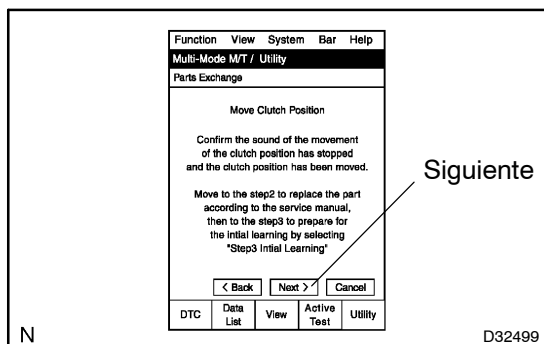 Function View System Bar Help
Multi-Mode M/T / Utility
Parts Exchange
Move Clutch Position
Confirm the sound of the movement
of the clutch position has stopped
and the clutch position has been moved.
Move to the step2 to replace the part
according to the service manual,
then to the step3 to prepare for
the intial learning by selecting
"Step3 Intial Learning"
Siguiente
< Back Next > Cancel
DTC Data List View Active Test Utility
N D32499